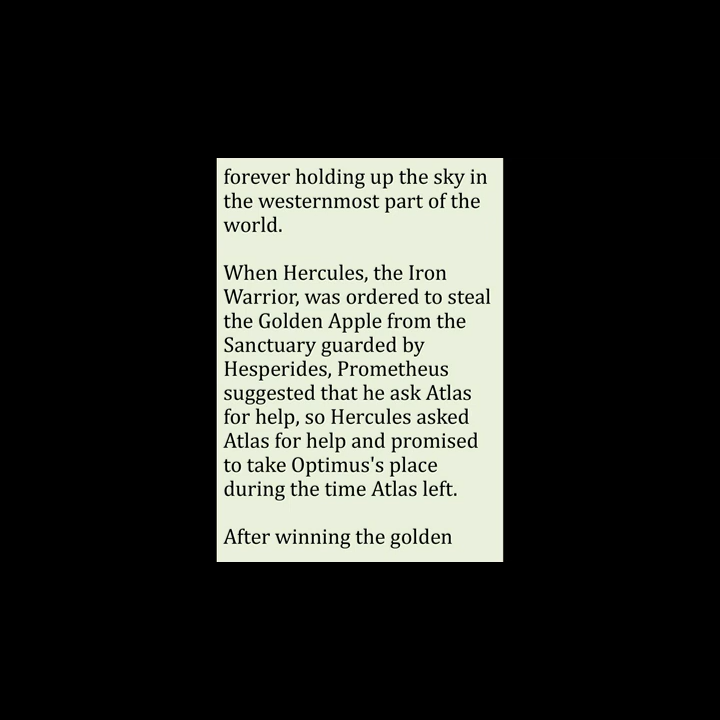 forever holding up the sky in
the westernmost part of the
world.
When Hercules, the Iron
Warrior, was ordered to steal
the Golden Apple from the
Sanctuary guarded by
Hesperides, Prometheus
suggested that he ask Atlas
for help, so Hercules asked
Atlas for help and promised
to take Optimus's place
during the time Atlas left.
After winning the golden